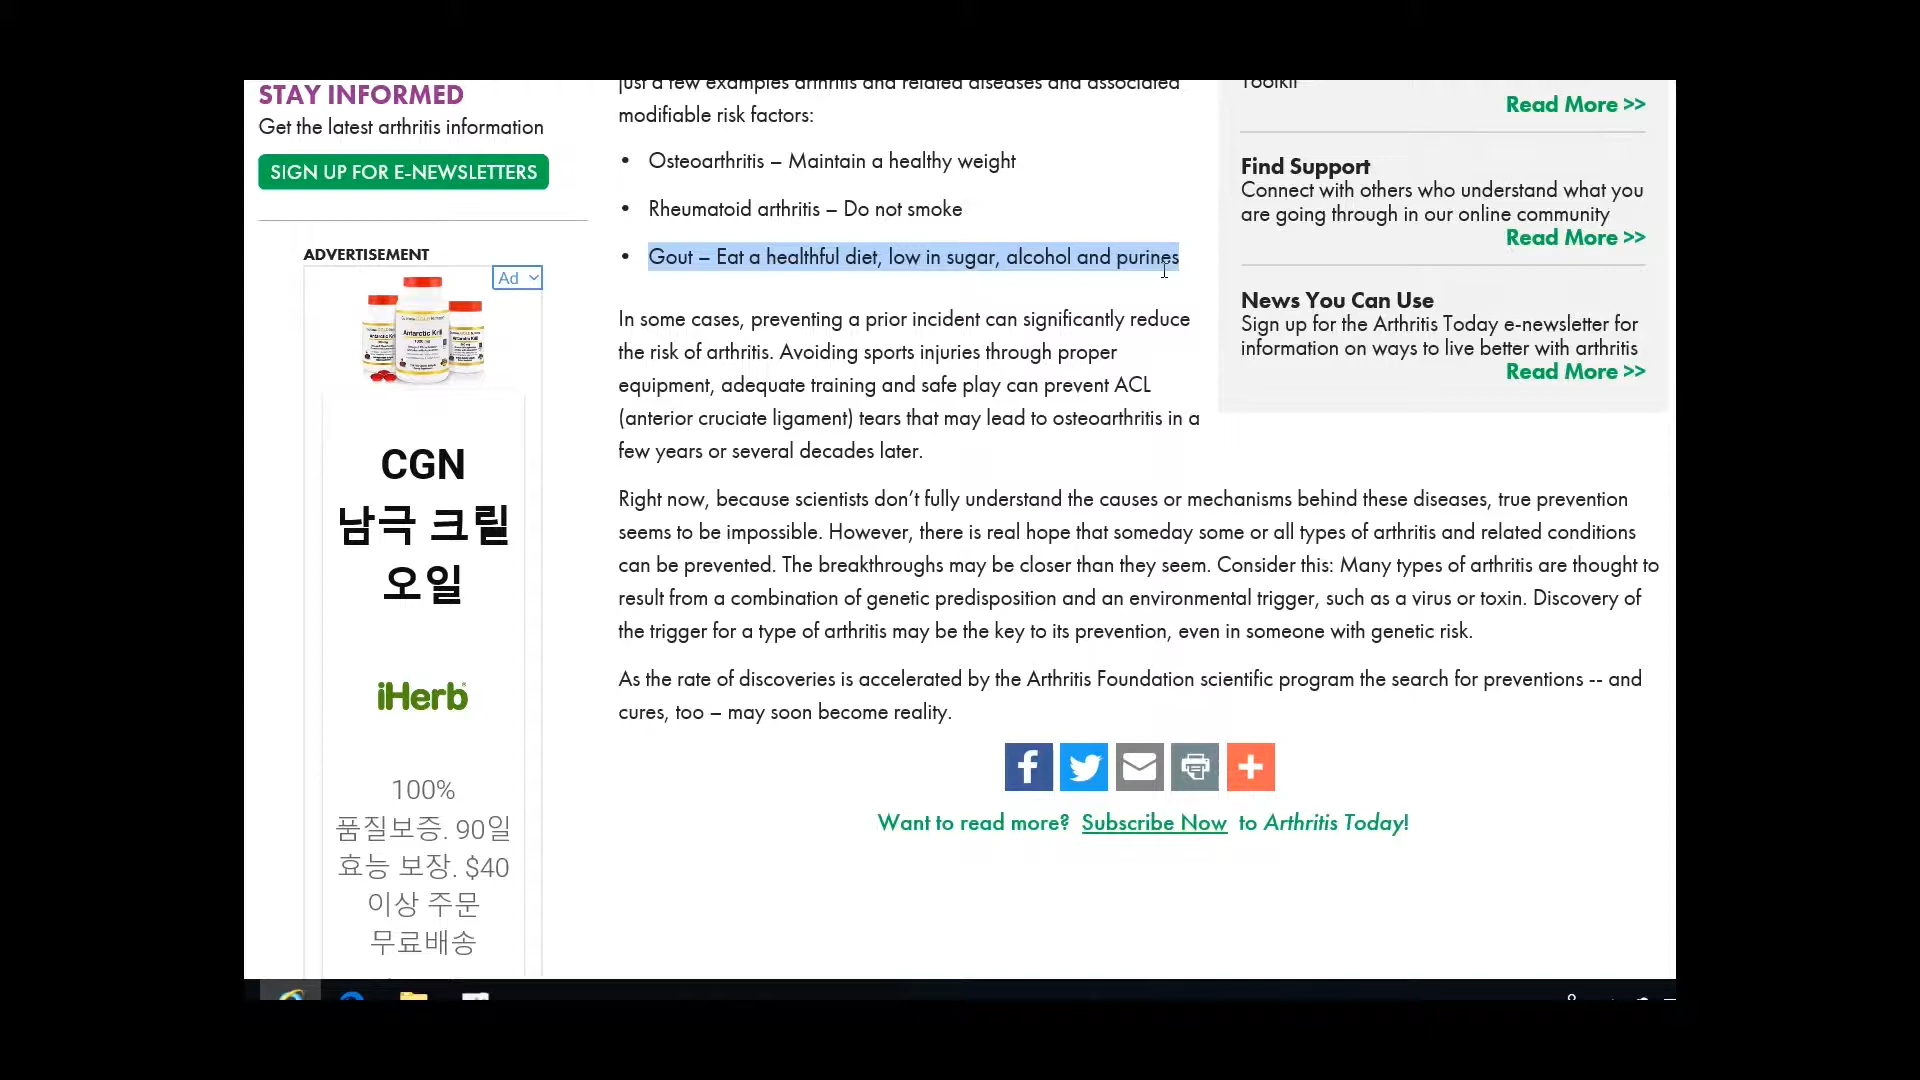 STAY INFORMED
Get the latest arthritis information
SIGN UP FOR E-NEWSLETTERS
ADVERTISEMENT
Ad
Antarctic Krill
CGN
남극 크릴
오일
iHerb
100%
품질보증. 90일
효능 보장. $40
이상 주문
무료배송
just a few examples arthritis and related diseases and associated
modifiable risk factors:
• Osteoarthritis – Maintain a healthy weight
• Rheumatoid arthritis – Do not smoke
• Gout – Eat a healthful diet, low in sugar, alcohol and purines
In some cases, preventing a prior incident can significantly reduce
the risk of arthritis. Avoiding sports injuries through proper
equipment, adequate training and safe play can prevent ACL
(anterior cruciate ligament) tears that may lead to osteoarthritis in a
few years or several decades later.
Right now, because scientists don’t fully understand the causes or mechanisms behind these diseases, true prevention
seems to be impossible. However, there is real hope that someday some or all types of arthritis and related conditions
can be prevented. The breakthroughs may be closer than they seem. Consider this: Many types of arthritis are thought to
result from a combination of genetic predisposition and an environmental trigger, such as a virus or toxin. Discovery of
the trigger for a type of arthritis may be the key to its prevention, even in someone with genetic risk.
As the rate of discoveries is accelerated by the Arthritis Foundation scientific program the search for preventions -- and
cures, too – may soon become reality.
Want to read more? Subscribe Now to Arthritis Today!
Toolkit
Read More >>
Find Support
Connect with others who understand what you
are going through in our online community
Read More >>
News You Can Use
Sign up for the Arthritis Today e-newsletter for
information on ways to live better with arthritis
Read More >>